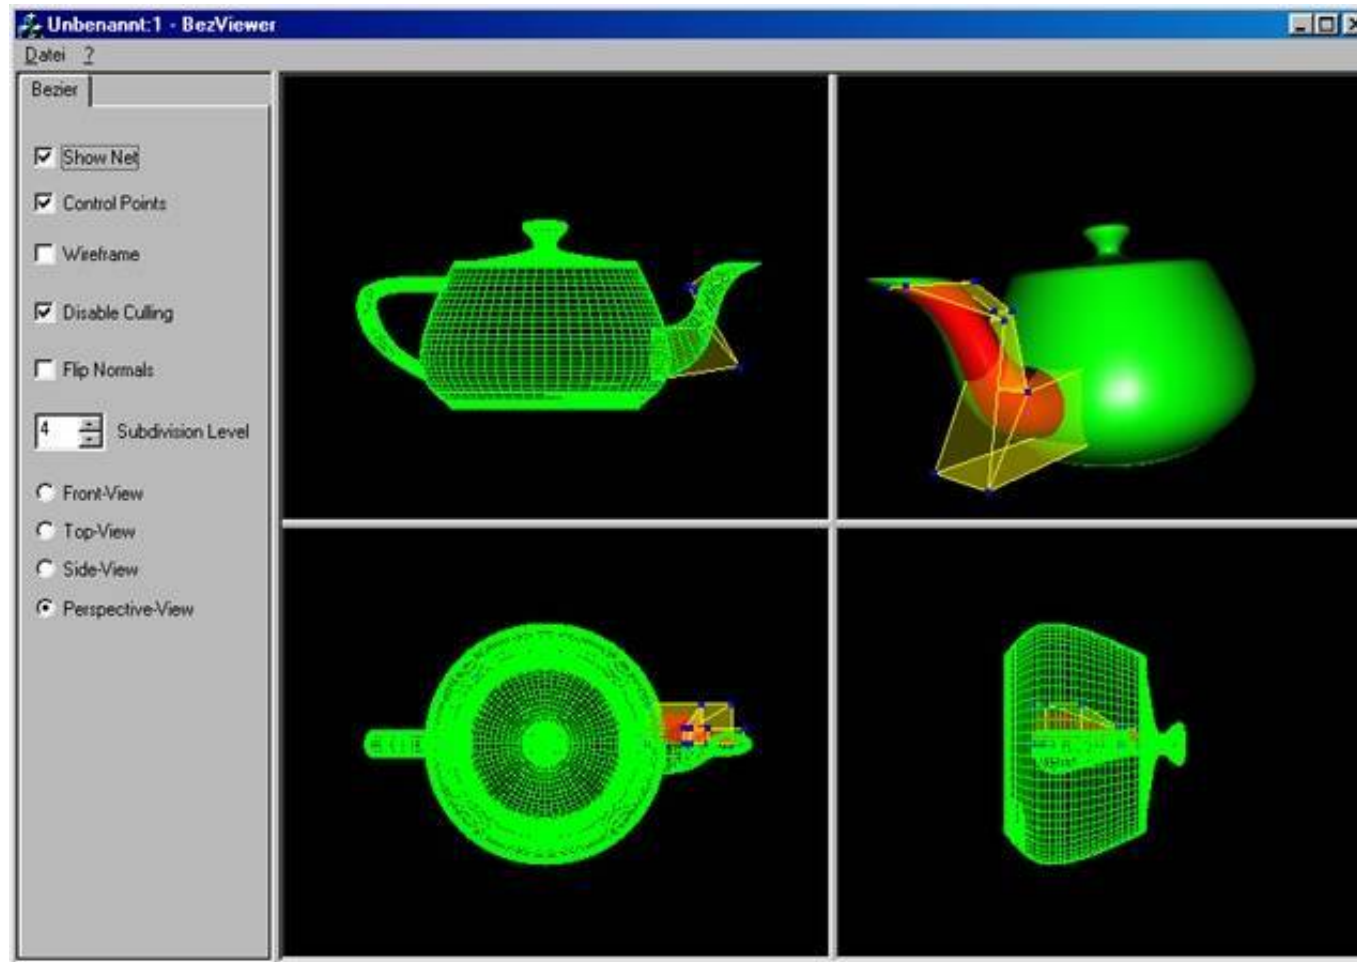 Unbenannt:1 - BezViewer
Datei ?
Bezier
Show Net
Control Points
Wireframe
Disable Culling
Flip Normals
4 Subdivision Level
Front-View
Top-View
Side-View
Perspective-View